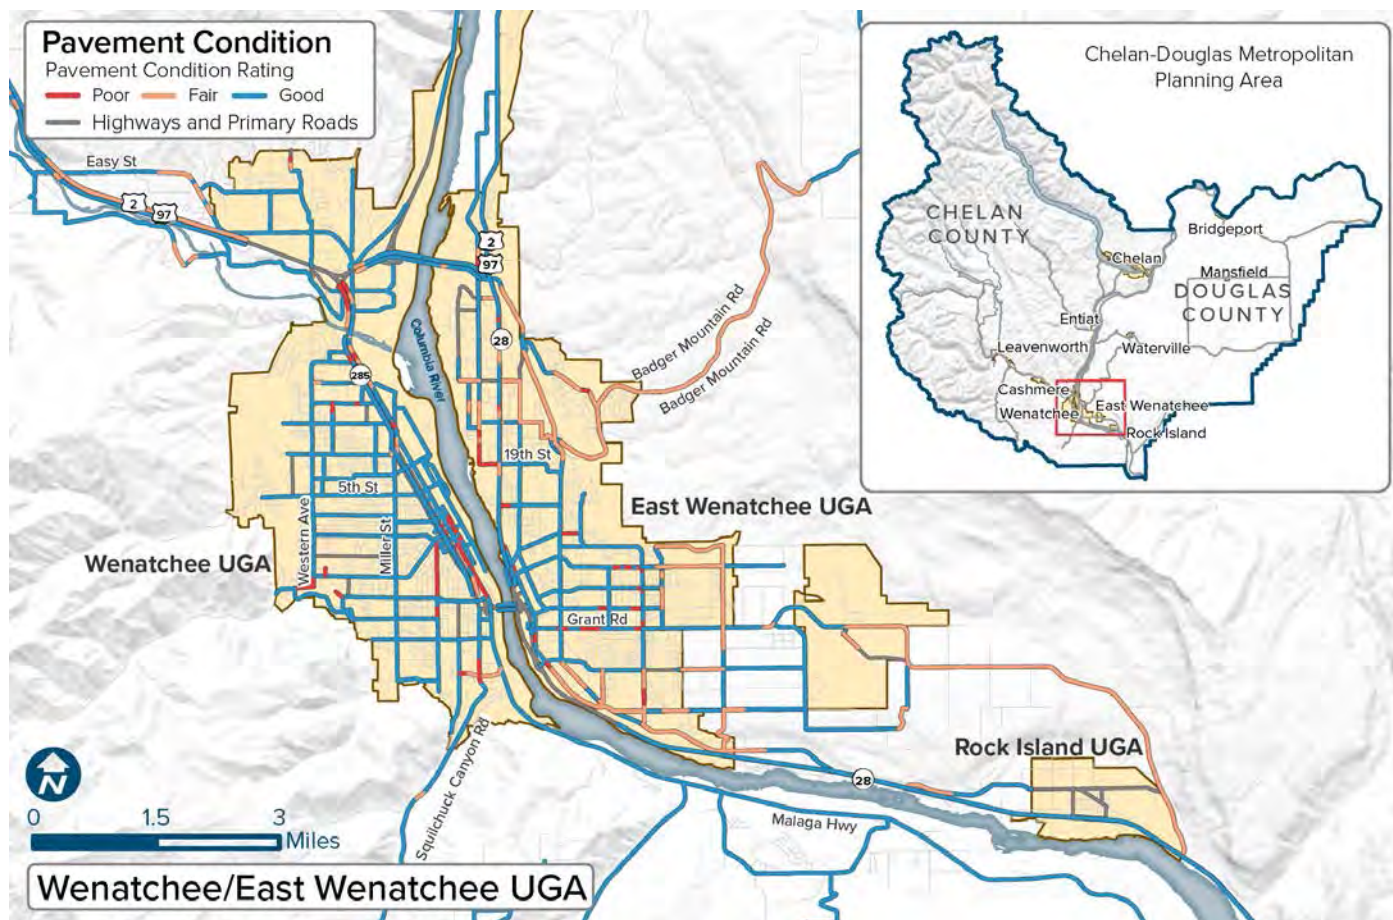 Pavement Condition
Pavement Condition Rating
Poor Fair Good
Highways and Primary Roads
Chelan-Douglas Metropolitan
Planning Area
CHELAN
COUNTY
Bridgeport
Chelan
Mansfield
DOUGLAS
COUNTY
Entiat
Leavenworth
Waterville
Cashmere
Wenatchee
East Wenatchee
Rock Island
Easy St
2
97
2
97
28
Columbia River
Badger Mountain Rd
Badger Mountain Rd
285
19th St
5th St
Western Ave
Miller St
East Wenatchee UGA
Wenatchee UGA
Grant Rd
Rock Island UGA
28
Squilchuck Canyon Rd
Malaga Hwy
N
0 1.5 3
Miles
Wenatchee/East Wenatchee UGA